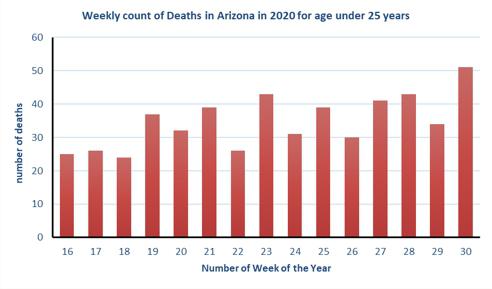 Weekly count of Deaths in Arizona in 2020 for age under 25 years
60
50
40
30
20
10
0
number of deaths
16 17 18 19 20 21 22 23 24 25 26 27 28 29 30
Number of Week of the Year